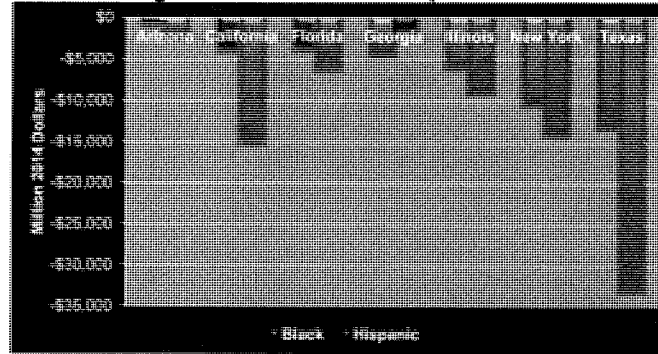 $0
Arizona California Florida Georgia Illinois New York Texas
-$5,000
-$10,000
-$15,000
-$20,000
-$25,000
-$30,000
-$35,000
Million 2014 Dollars
Black Hispanic